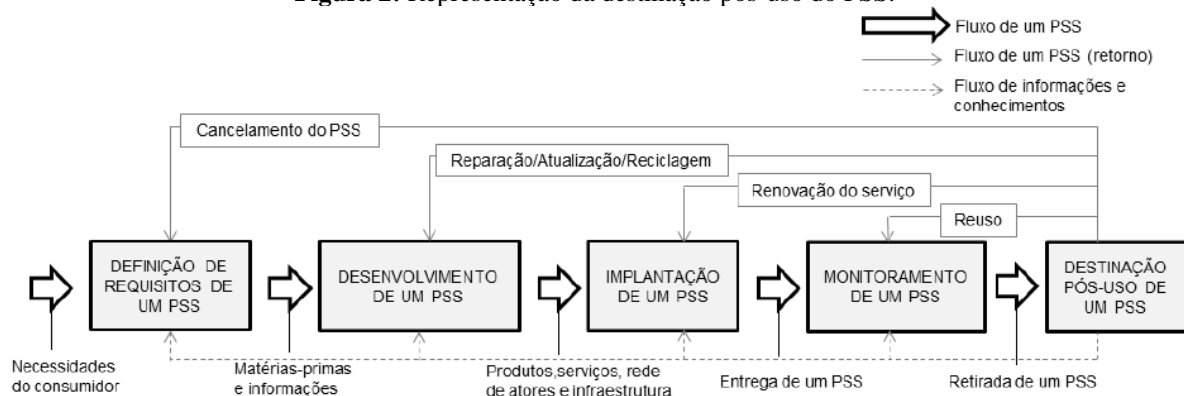 Figura 2. Representação da destinação pós-uso do PSS.
Fluxo de um PSS
Fluxo de um PSS (retorno)
Fluxo de informações e
conhecimentos
Cancelamento do PSS
Reparação/Atualização/Reciclagem
Renovação do serviço
Reuso
DEFINIÇÃO DE
REQUISITOS DE
UM PSS
DESENVOLVIMENTO
DE UM PSS
IMPLANTAÇÃO
DE UM PSS
MONITORAMENTO
DE UM PSS
DESTINAÇÃO
PÓS-USO DE
UM PSS
Necessidades
do consumidor
Matérias-primas
e informações
Produtos,serviços, rede
de atores e infraestrutura
Entrega de um PSS
Retirada de um PSS